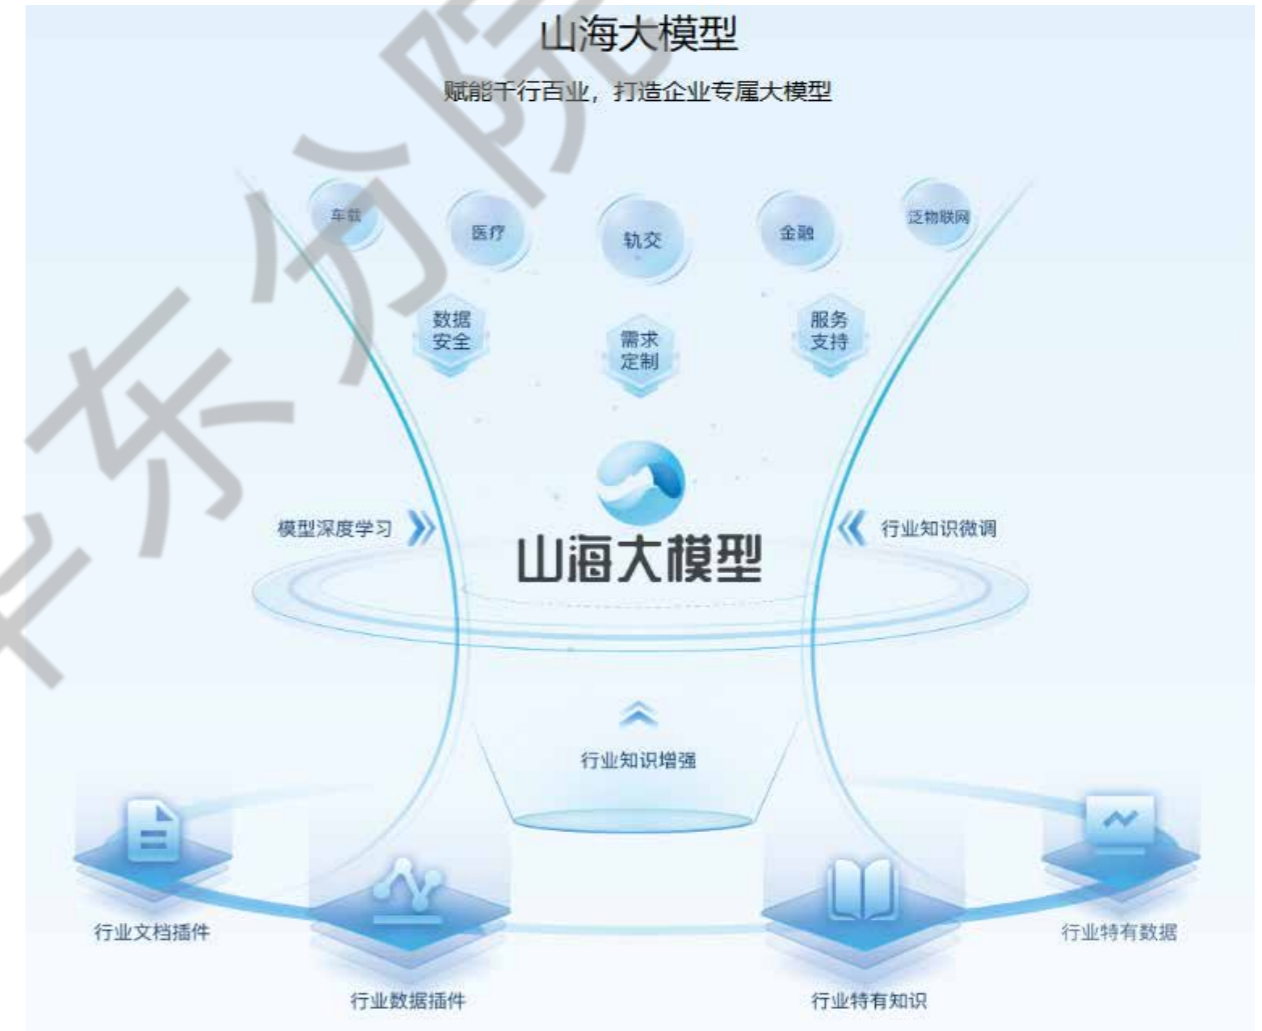 山海大模型
赋能千行百业，打造企业专属大模型
车载
医疗
轨交
金融
泛物联网
数据
安全
需求
定制
服务
支持
模型深度学习
行业知识微调
山海大模型
行业知识增强
行业文档插件
行业数据插件
行业特有知识
行业特有数据
华东分院